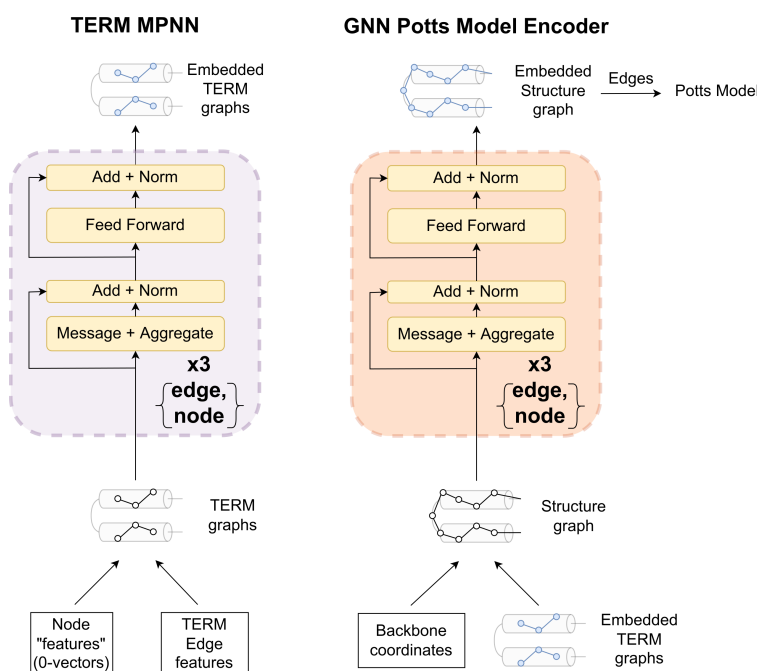 TERM MPNN
Embedded
TERM
graphs
Add + Norm
Feed Forward
Add + Norm
Message + Aggregate
x3
edge,
node
TERM
graphs
Node
"features"
(0-vectors)
TERM
Edge
features
GNN Potts Model Encoder
Embedded
Structure
graph
Edges
Potts Model
Add + Norm
Feed Forward
Add + Norm
Message + Aggregate
x3
edge,
node
Structure
graph
Backbone
coordinates
Embedded
TERM
graphs